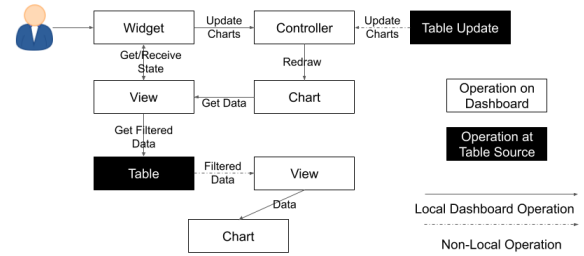 Widget
Update
Charts
Controller
Update
Charts
Table Update
Get/Receive
State
Redraw
View
Get Data
Chart
Operation on
Dashboard
Get Filtered
Data
Operation at
Table Source
Table
Filtered
Data
View
Data
Local Dashboard Operation
Chart
Non-Local Operation